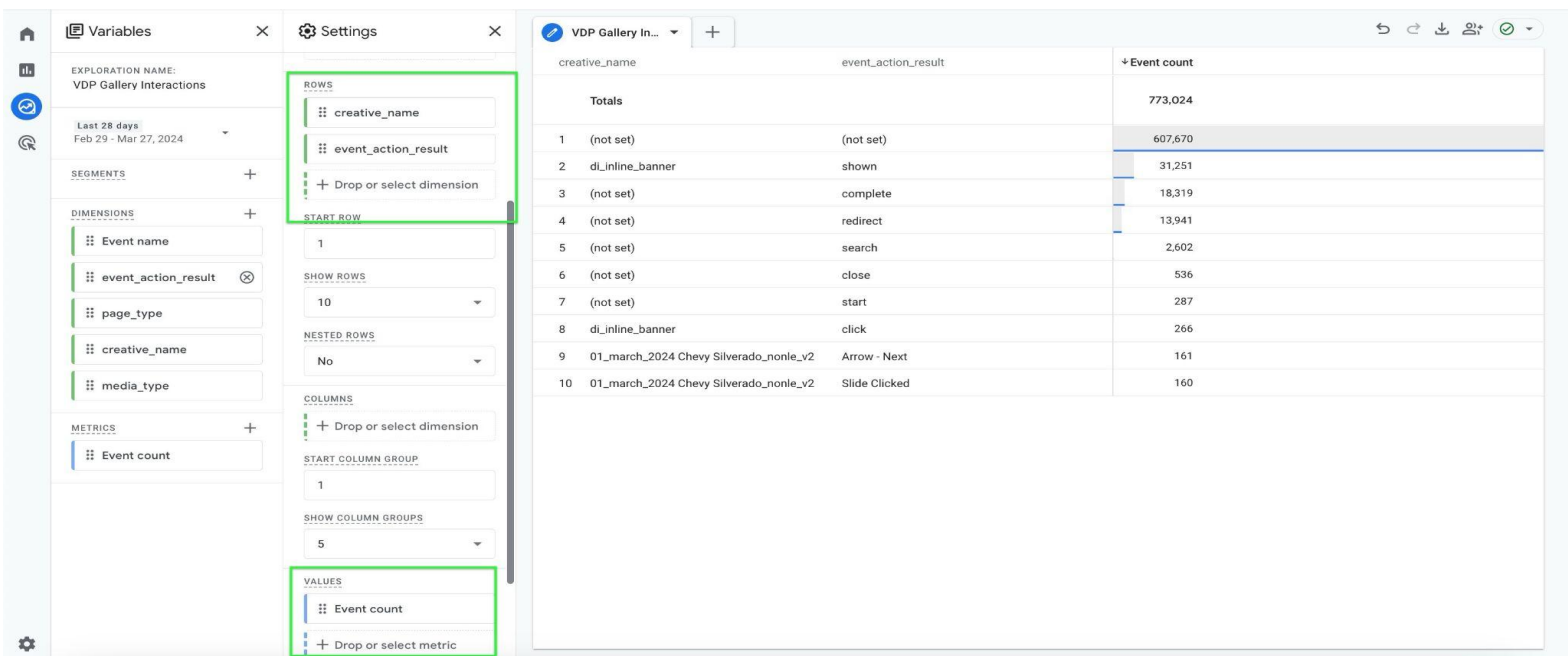 Variables
EXPLORATION NAME:
VDP Gallery Interactions
Last 28 days
Feb 29 - Mar 27, 2024
SEGMENTS
DIMENSIONS
Event name
event_action_result
page_type
creative_name
media_type
METRICS
Event count
Settings
ROWS
creative_name
event_action_result
Drop or select dimension
START ROW
1
SHOW ROWS
10
NESTED ROWS
No
COLUMNS
Drop or select dimension
START COLUMN GROUP
1
SHOW COLUMN GROUPS
5
VALUES
Event count
Drop or select metric
VDP Gallery In...
creative_name event_action_result Event count
Totals 773,024
1 (not set) (not set) 607,670
2 di_inline_banner shown 31,251
3 (not set) complete 18,319
4 (not set) redirect 13,941
5 (not set) search 2,602
6 (not set) close 536
7 (not set) start 287
8 di_inline_banner click 266
9 01_march_2024 Chevy Silverado_nonle_v2 Arrow - Next 161
10 01_march_2024 Chevy Silverado_nonle_v2 Slide Clicked 160